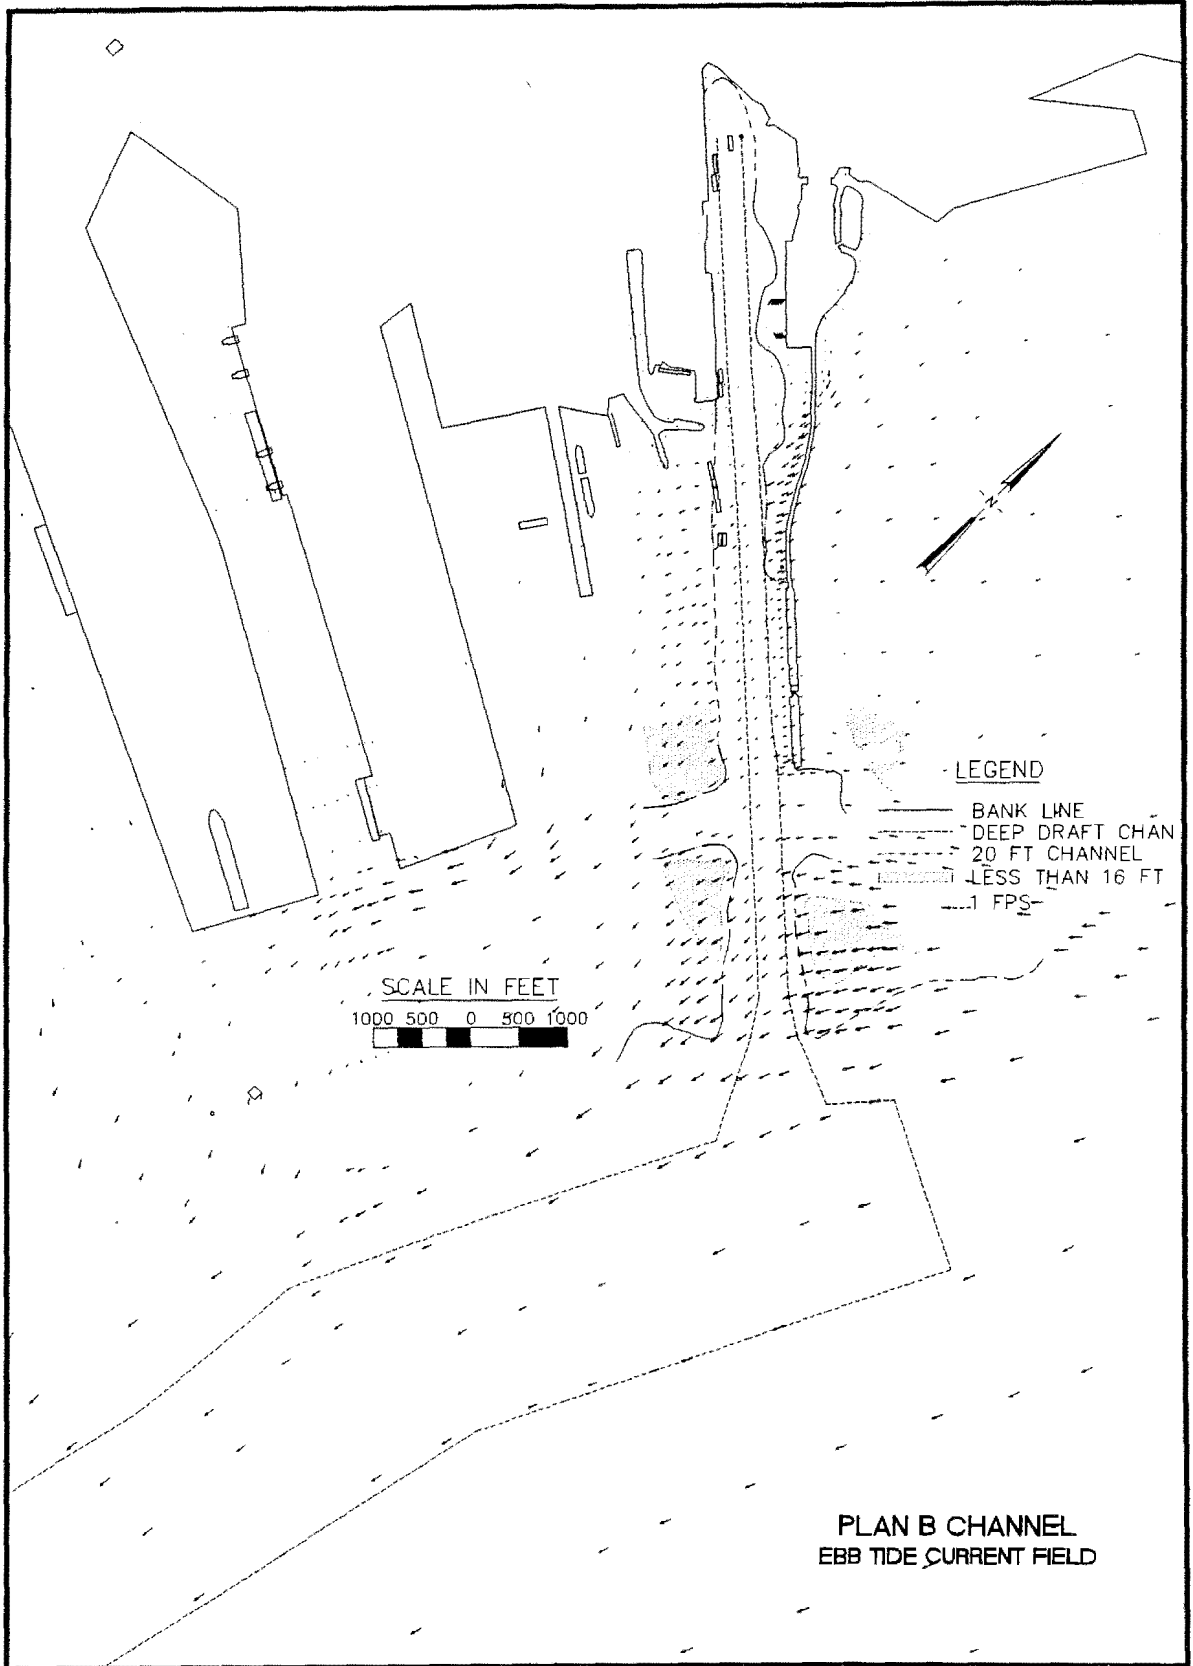 N
LEGEND
BANK LINE
DEEP DRAFT CHAN
20 FT CHANNEL
LESS THAN 16 FT
1 FPS
SCALE IN FEET
1000 500 0 500 1000
PLAN B CHANNEL
EBB TIDE CURRENT FIELD